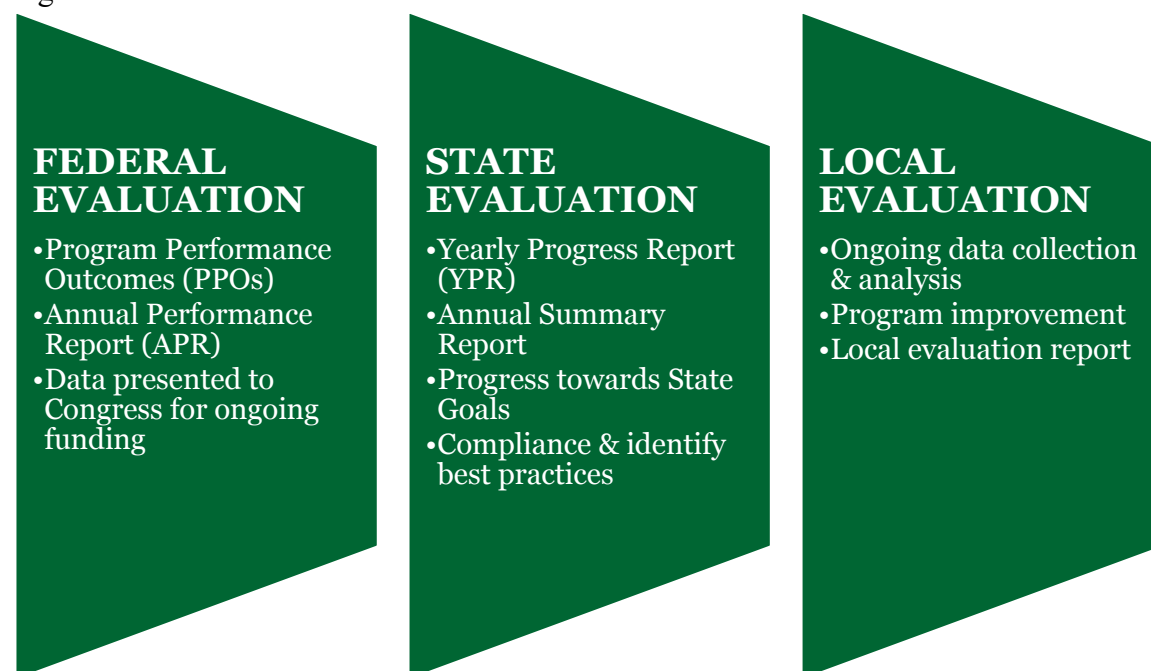 FEDERAL
EVALUATION
•Program Performance
Outcomes (PPOs)
•Annual Performance
Report (APR)
•Data presented to
Congress for ongoing
funding
STATE
EVALUATION
•Yearly Progress Report
(YPR)
•Annual Summary
Report
•Progress towards State
Goals
•Compliance & identify
best practices
LOCAL
EVALUATION
•Ongoing data collection
& analysis
•Program improvement
•Local evaluation report